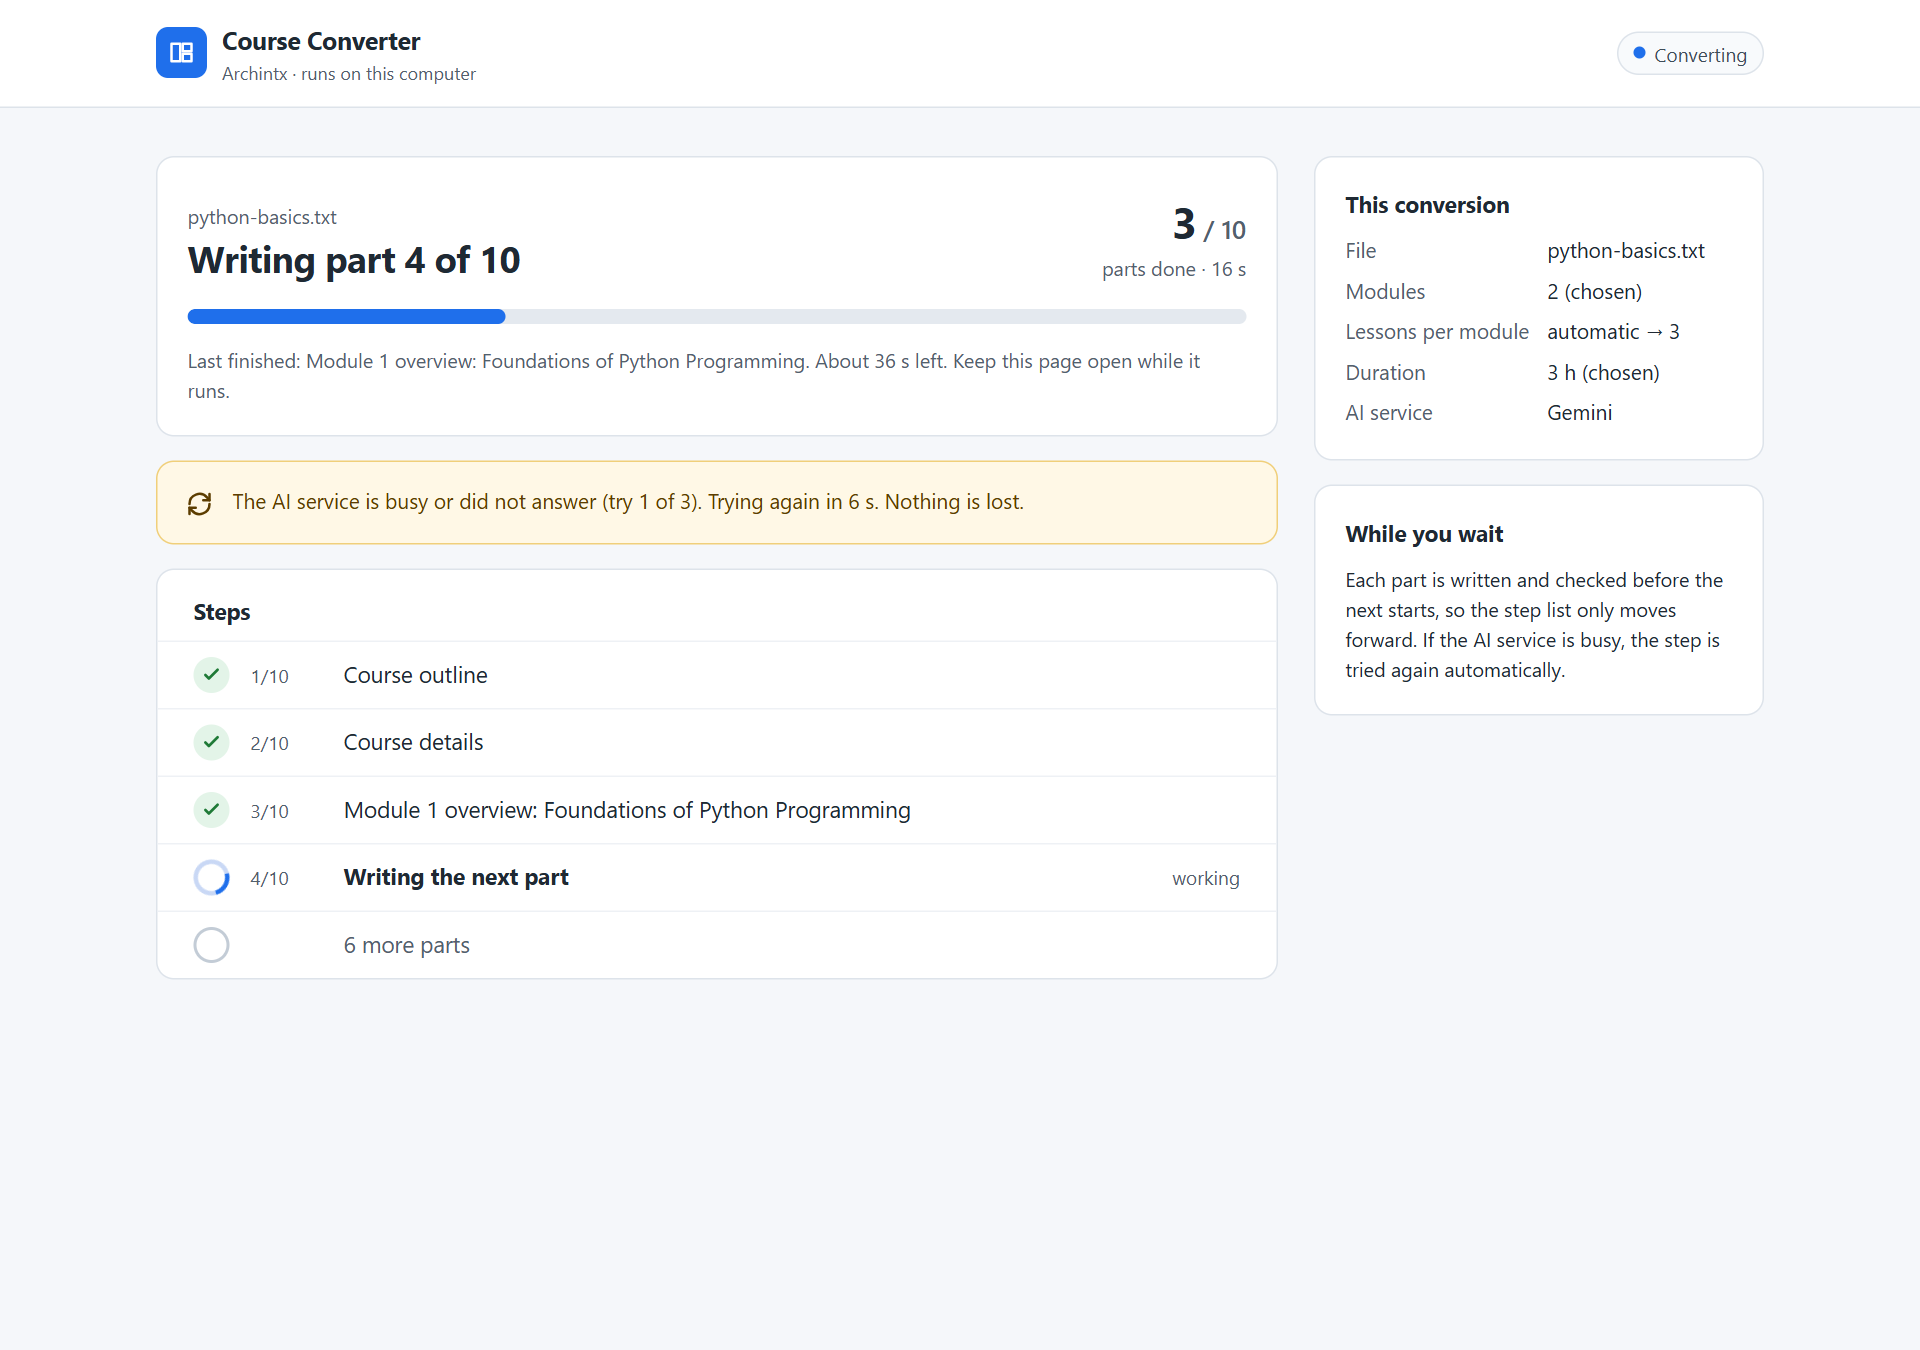 Course Converter
Archintx · runs on this computer
Converting
python-basics.txt
Writing part 4 of 10
3 / 10
parts done · 16 s
Last finished: Module 1 overview: Foundations of Python Programming. About 36 s left. Keep this page open while it
runs.
The AI service is busy or did not answer (try 1 of 3). Trying again in 6 s. Nothing is lost.
Steps
1/10 Course outline
2/10 Course details
3/10 Module 1 overview: Foundations of Python Programming
4/10 Writing the next part working
6 more parts
This conversion
File python-basics.txt
Modules 2 (chosen)
Lessons per module automatic → 3
Duration 3 h (chosen)
AI service Gemini
While you wait
Each part is written and checked before the
next starts, so the step list only moves
forward. If the AI service is busy, the step is
tried again automatically.